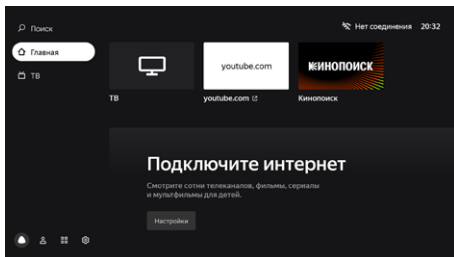 Поиск
Нет соединения 20:32
Главная
ТВ
youtube.com
КИНОПОИСК
ТВ
youtube.com
Кинопоиск
Подключите интернет
Смотрите сотни телеканалов, фильмы, сериалы
и мультфильмы для детей.
Настройки